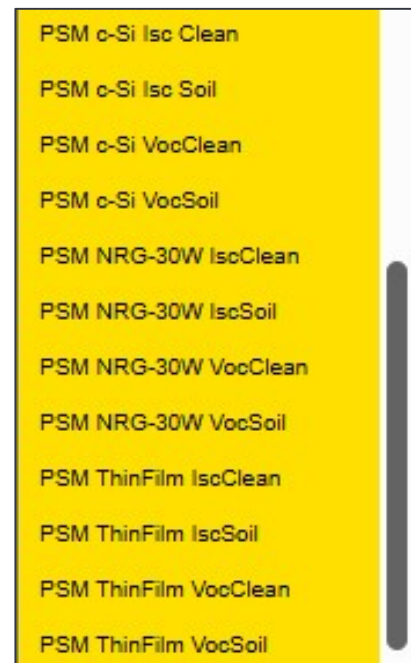 PSM c-Si Isc Clean
PSM c-Si Isc Soil
PSM c-Si VocClean
PSM c-Si VocSoil
PSM NRG-30W IscClean
PSM NRG-30W IscSoil
PSM NRG-30W VocClean
PSM NRG-30W VocSoil
PSM ThinFilm IscClean
PSM ThinFilm IscSoil
PSM ThinFilm VocClean
PSM ThinFilm VocSoil